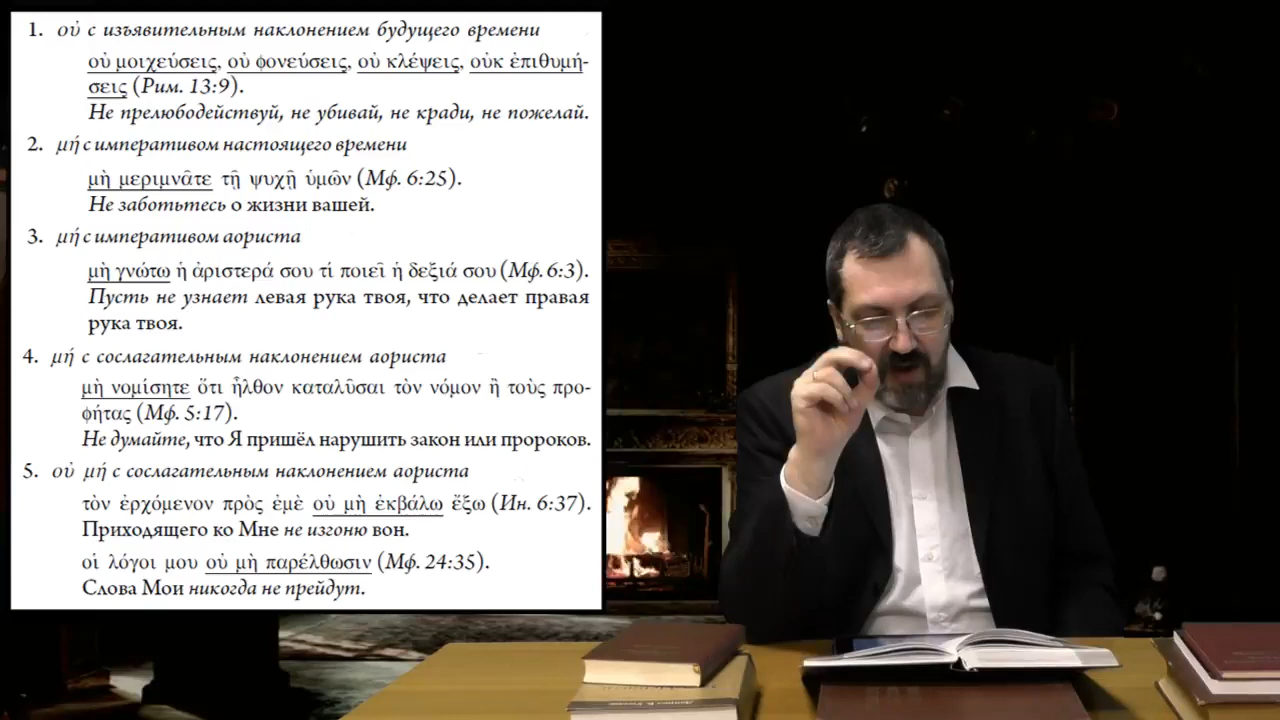 1. οὐ с изъявительным наклонением будущего времени
οὐ μοιχεύσεις, οὐ φονεύσεις, οὐ κλέψεις, οὐκ ἐπιθυμή-
σεις (Рим. 13:9).
Не прелюбодействуй, не убивай, не кради, не пожелай.
2. μή с императивом настоящего времени
μὴ μεριμνᾶτε τῇ ψυχῇ ὑμῶν (Мф. 6:25).
Не заботьтесь о жизни вашей.
3. μή с императивом аориста
μὴ γνώτω ἡ ἀριστερά σου τί ποιεῖ ἡ δεξιά σου (Мф. 6:3).
Пусть не узнает левая рука твоя, что делает правая
рука твоя.
4. μή с сослагательным наклонением аориста
μὴ νομίσητε ὅτι ἦλθον καταλῦσαι τὸν νόμον ἢ τοὺς προ-
φήτας (Мф. 5:17).
Не думайте, что Я пришёл нарушить закон или пророков.
5. οὐ μή с сослагательным наклонением аориста
τὸν ἐρχόμενον πρὸς ἐμὲ οὐ μὴ ἐκβάλω ἔξω (Ин. 6:37).
Приходящего ко Мне не изгоню вон.
οἱ λόγοι μου οὐ μὴ παρέλθωσιν (Мф. 24:35).
Слова Мои никогда не прейдут.